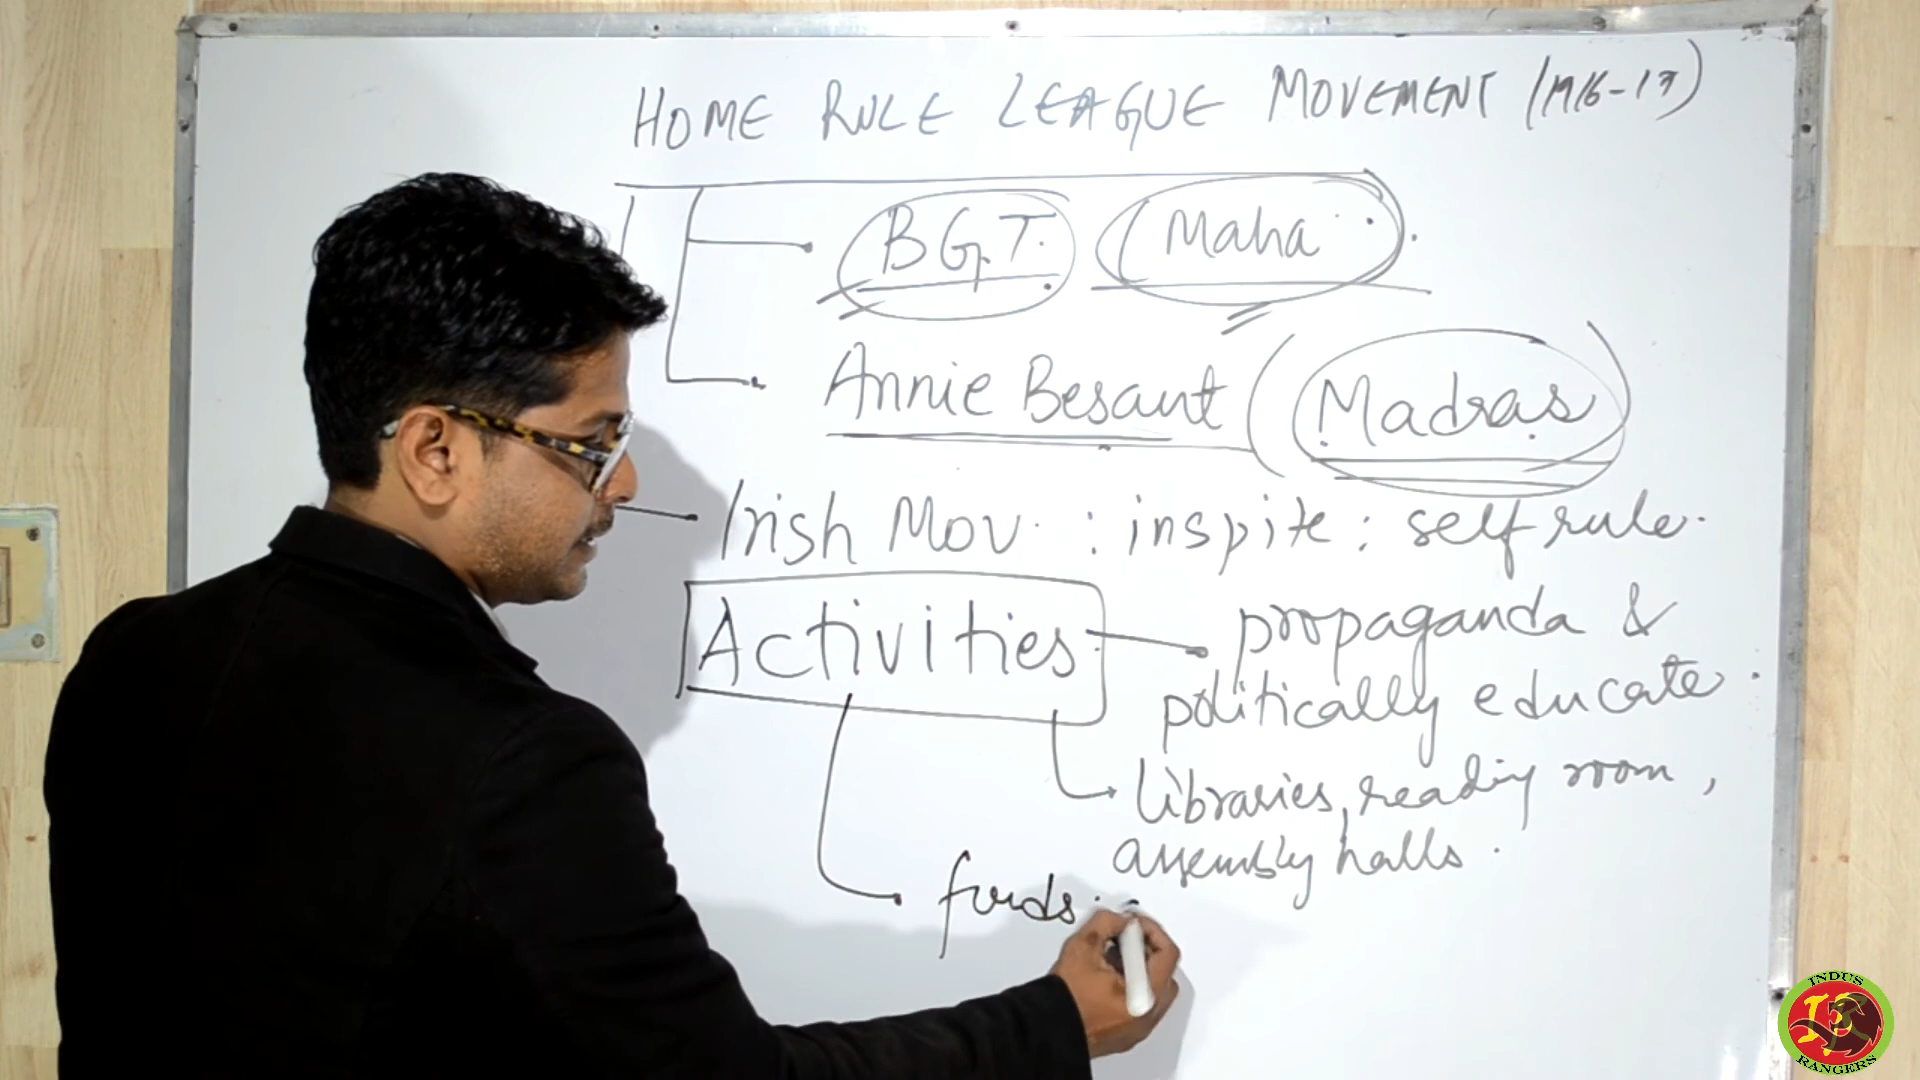 HOME RULE LEAGUE MOVEMENT (1916-17)
B.G.T. (Maha..).
Annie Besant (Madras)
Irish Mov. : inspite : self rule.
Activities
propaganda &
politically educate.
libraries, reading room,
assembly halls.
funds.
INDUS
IR
RANGERS